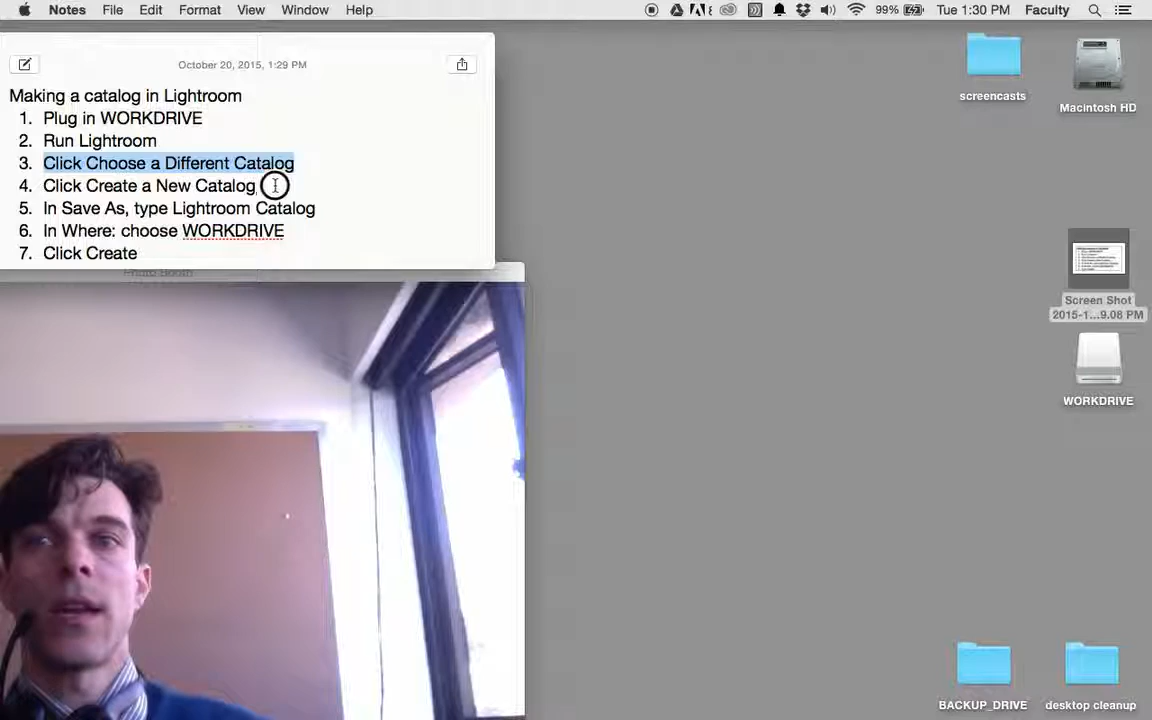 Notes File Edit View Window Help 99% Tue 1:30 PM Faculty
October 20, 2015, 1:29 PM
Making a catalog in Lightroom
1. Plug in WORKDRIVE
2. Run Lightroom
3. Click Choose a Different Catalog
4. Click Create a New Catalog
5. In Save As, type Lightroom Catalog
6. In Where: choose WORKDRIVE
7. Click Create
Photo Booth
screencasts
Macintosh HD
Screen Shot
2015-1...9.08 PM
WORKDRIVE
BACKUP_DRIVE
desktop cleanup